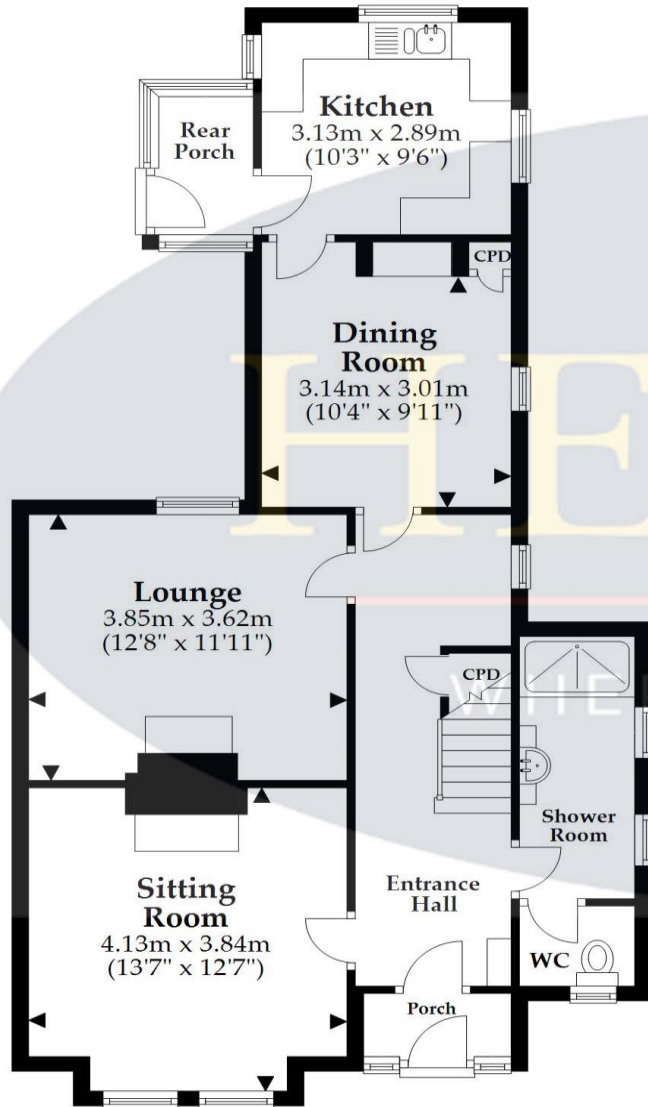 Kitchen
3.13m x 2.89m
(10'3" x 9'6")
Rear
Porch
CPD
Dining
Room
3.14m x 3.01m
(10'4" x 9'11")
HE
Lounge
3.85m x 3.62m
(12'8" x 11'11")
CPD
WHE
Shower
Room
Sitting
Room
4.13m x 3.84m
(13'7" x 12'7")
Entrance
Hall
WC
Porch